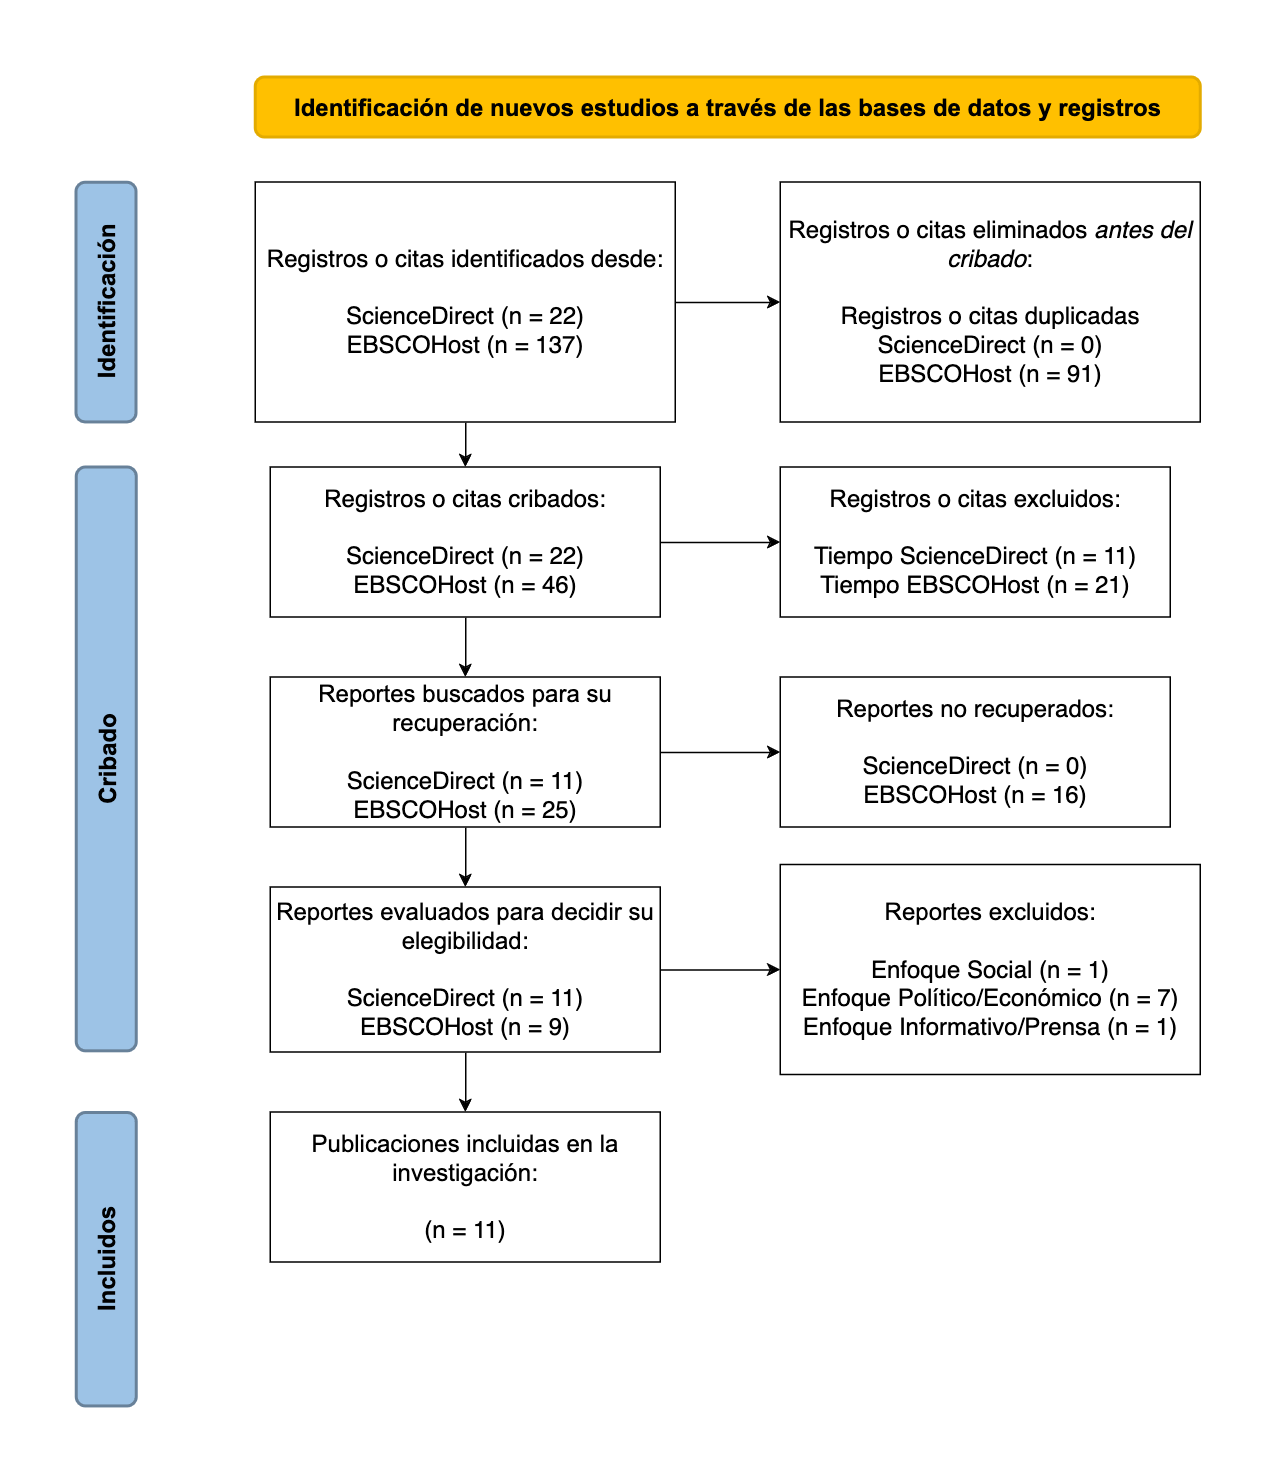 Identificación de nuevos estudios a través de las bases de datos y registros
Identificación
Registros o citas identificados desde:
ScienceDirect (n = 22)
EBSCOHost (n = 137)
Registros o citas eliminados antes del
cribado:
Registros o citas duplicadas
ScienceDirect (n = 0)
EBSCOHost (n = 91)
Cribado
Registros o citas cribados:
ScienceDirect (n = 22)
EBSCOHost (n = 46)
Registros o citas excluidos:
Tiempo ScienceDirect (n = 11)
Tiempo EBSCOHost (n = 21)
Reportes buscados para su
recuperación:
ScienceDirect (n = 11)
EBSCOHost (n = 25)
Reportes no recuperados:
ScienceDirect (n = 0)
EBSCOHost (n = 16)
Reportes evaluados para decidir su
elegibilidad:
ScienceDirect (n = 11)
EBSCOHost (n = 9)
Reportes excluidos:
Enfoque Social (n = 1)
Enfoque Político/Económico (n = 7)
Enfoque Informativo/Prensa (n = 1)
Incluidos
Publicaciones incluidas en la
investigación:
(n = 11)